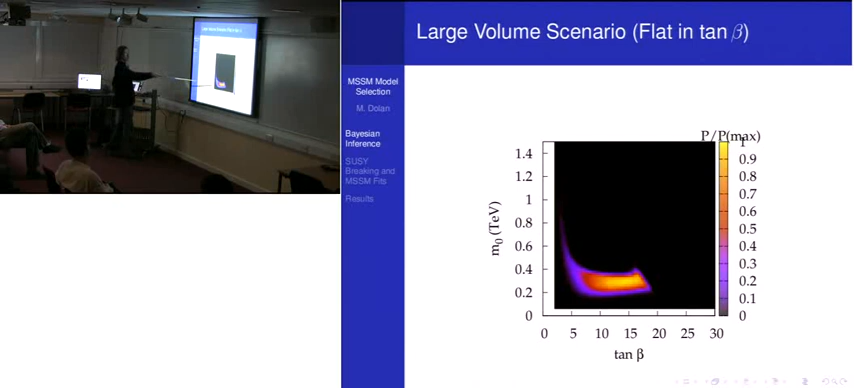 Large Volume Scenario (Flat in tan β)
MSSM Model
Selection
M. Dolan
Bayesian
Inference
SUSY
Breaking and
MSSM Fits
Results
P/P(max)
1
0.9
0.8
0.7
0.6
0.5
0.4
0.3
0.2
0.1
0
1.4
1.2
1
0.8
0.6
0.4
0.2
0
m0 (TeV)
0 5 10 15 20 25 30
tan β